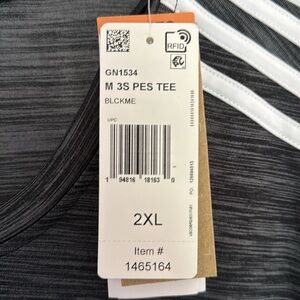 RFID
GN1534
M 3S PES TEE
BLCKME
UPC
1 94816 18163 0
2XL
Item #
1465164